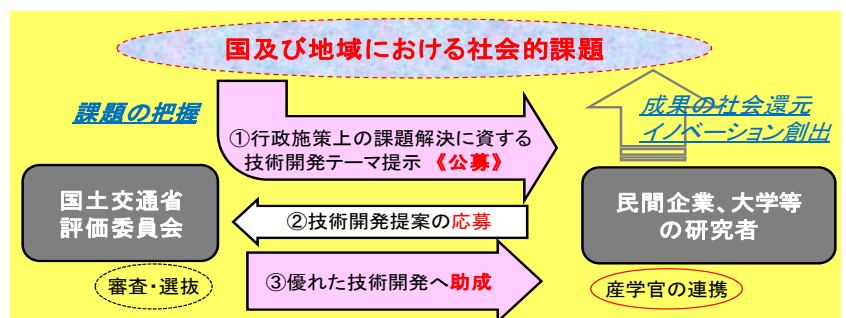 国及び地域における社会的課題
課題の把握
成果の社会還元
イノベーション創出
①行政施策上の課題解決に資する
技術開発テーマ提示 《公募》
国土交通省
評価委員会
民間企業、大学等
の研究者
②技術開発提案の応募
審査・選抜
③優れた技術開発へ助成
産学官の連携